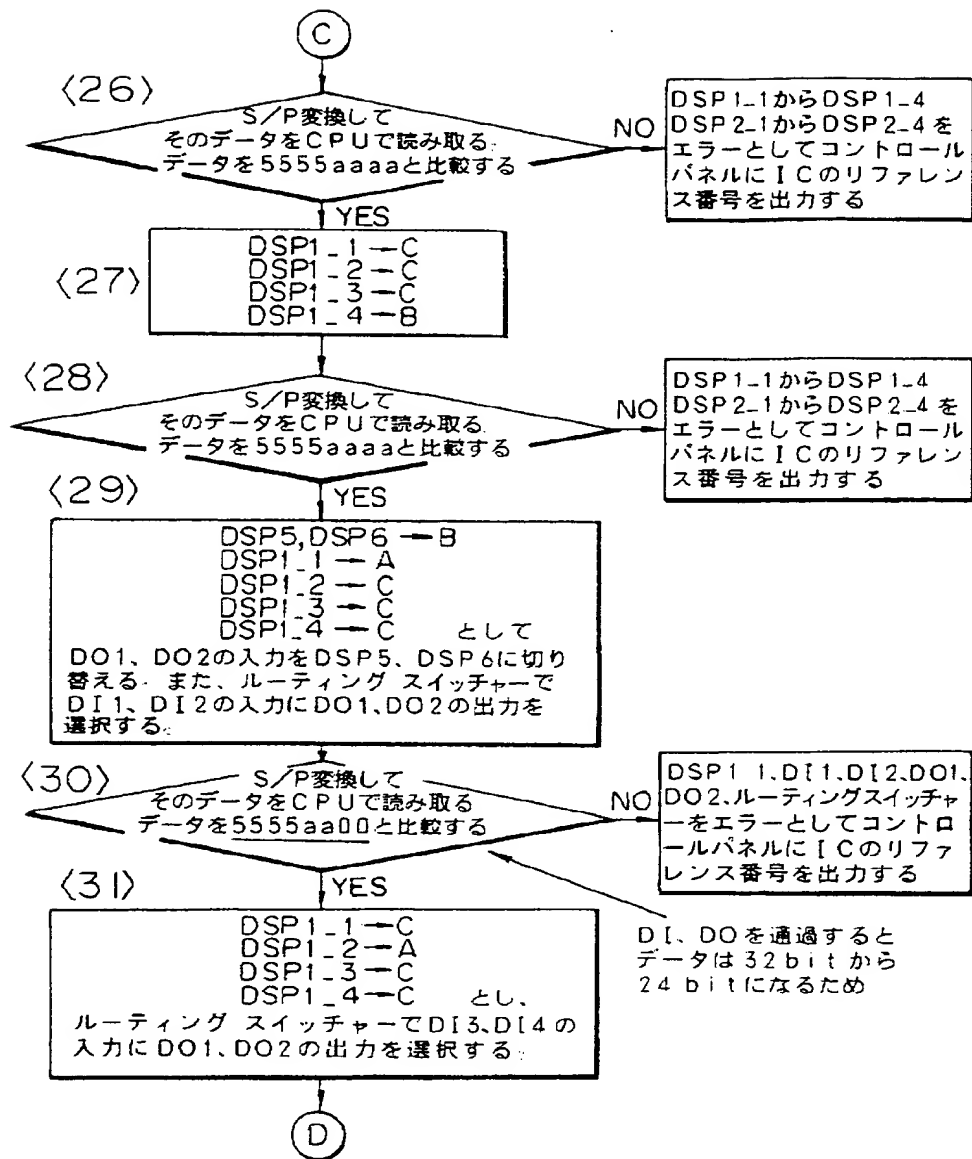 C
〈26〉
S/P変換して
そのデータをCPUで読み取る.
データを5555aaaaと比較する
NO
DSP1_1からDSP1_4
DSP2_1からDSP2_4を
エラーとしてコントロール
パネルにICのリファレン
ス番号を出力する
YES
〈27〉
DSP1_1→C
DSP1_2→C
DSP1_3→C
DSP1_4→B
〈28〉
S/P変換して
そのデータをCPUで読み取る.
データを5555aaaaと比較する
NO
DSP1_1からDSP1_4
DSP2_1からDSP2_4を
エラーとしてコントロール
パネルにICのリファレン
ス番号を出力する
YES
〈29〉
DSP5,DSP6→B
DSP1_1→A
DSP1_2→C
DSP1_3→C
DSP1_4→C として
DO1、DO2の入力をDSP5、DSP6に切り
替える. また、ルーティング スイッチャーで
DI1、DI2の入力にDO1、DO2の出力を
選択する.
〈30〉
S/P変換して
そのデータをCPUで読み取る
データを5555aa00と比較する
NO
DSP1 1、DI1、DI2、DO1、
DO2、ルーティングスイッチャ
ーをエラーとしてコントロ
ールパネルにICのリファ
レンス番号を出力する
YES
DI、DOを通過すると
データは32bitから
24bitになるため
〈31〉
DSP1_1→C
DSP1_2→A
DSP1_3→C
DSP1_4→C とし、
ルーティング スイッチャーでDI3、DI4の
入力にDO1、DO2の出力を選択する.
D